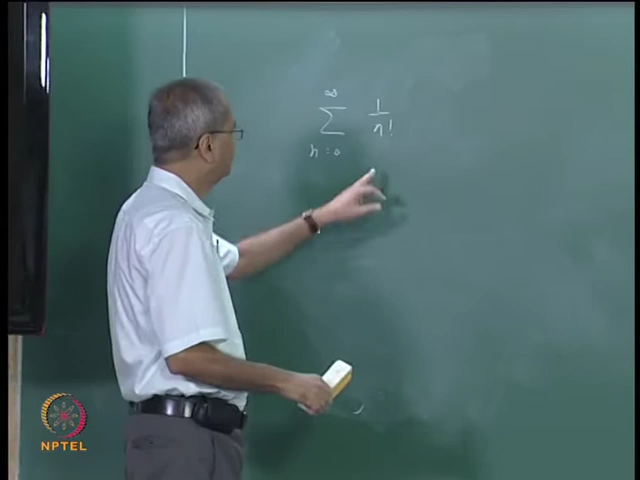 ∞
∑ 1/n!
n=0
NPTEL